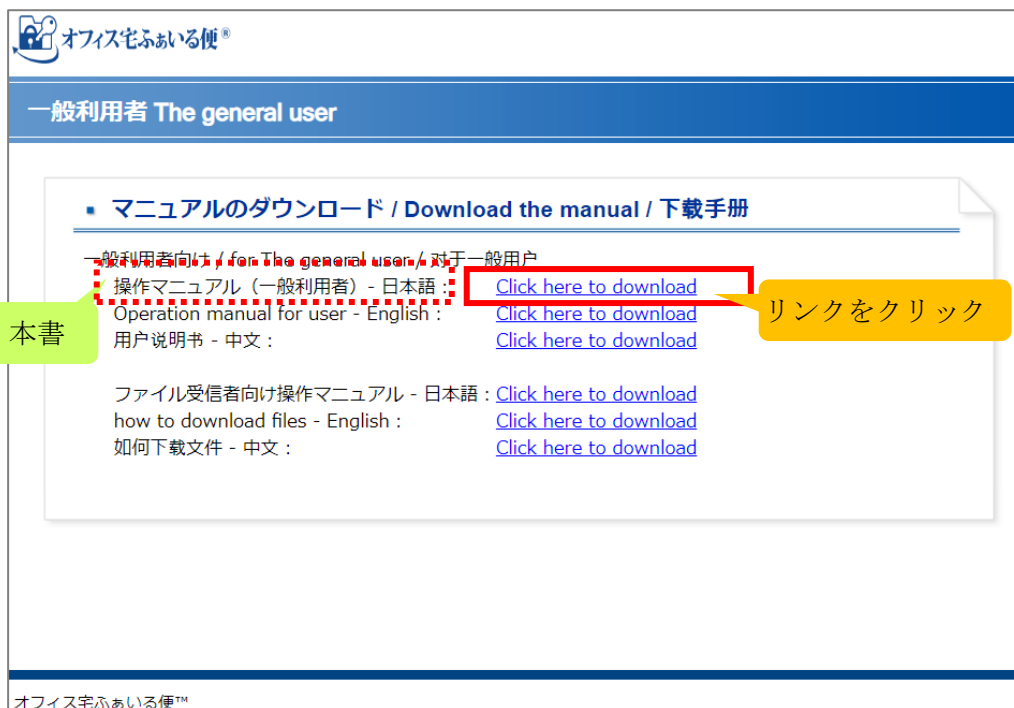 オフィス宅ふぁいる便®
一般利用者 The general user
▪ マニュアルのダウンロード / Download the manual / 下载手册
一般利用者向け / for The general user / 对于一般用户
操作マニュアル（一般利用者）- 日本語： Click here to download
リンクをクリック
Operation manual for user - English： Click here to download
本書
用户说明书 - 中文： Click here to download
ファイル受信者向け操作マニュアル - 日本語：Click here to download
how to download files - English： Click here to download
如何下载文件 - 中文： Click here to download
オフィス宅ふぁいる便™